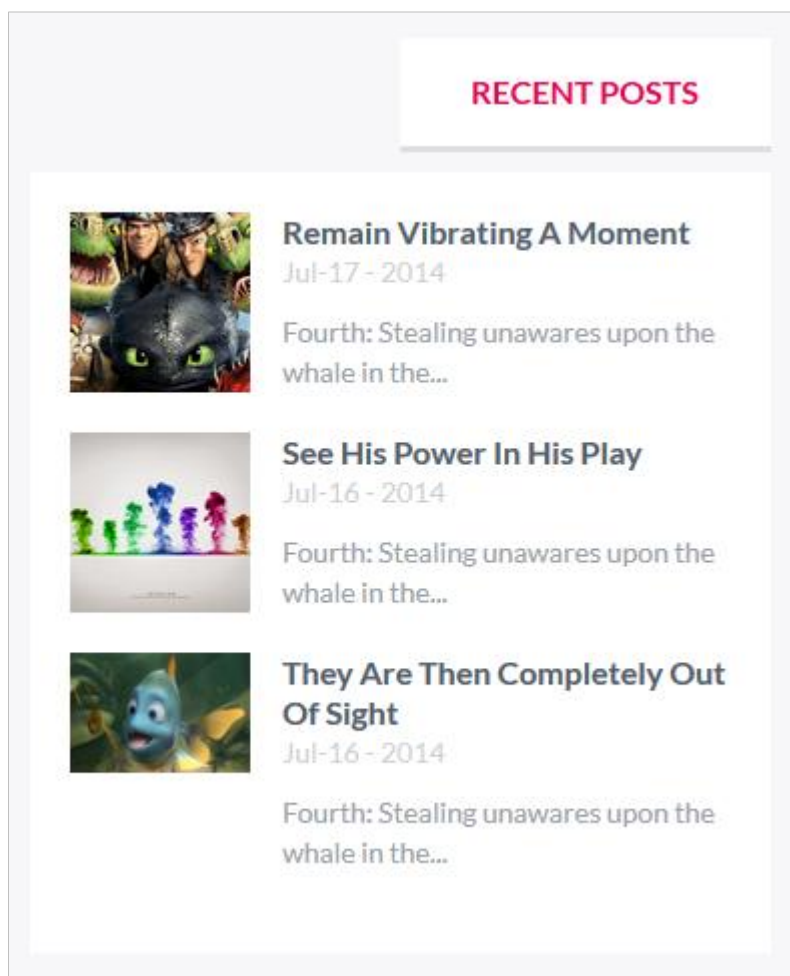 RECENT POSTS
Remain Vibrating A Moment
Jul-17 - 2014
Fourth: Stealing unawares upon the
whale in the...
See His Power In His Play
Jul-16 - 2014
Fourth: Stealing unawares upon the
whale in the...
They Are Then Completely Out
Of Sight
Jul-16 - 2014
Fourth: Stealing unawares upon the
whale in the...